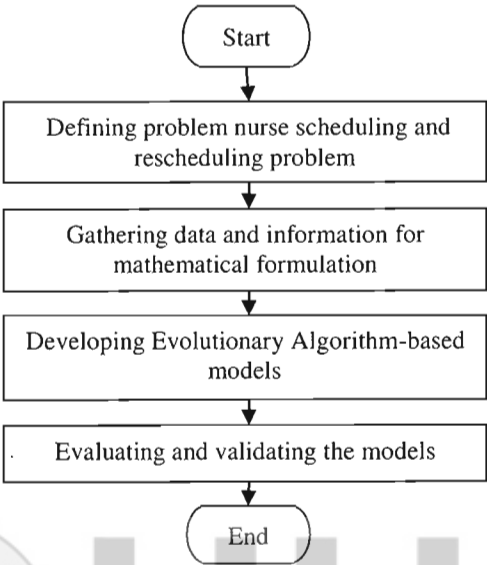 Start
Defining problem nurse scheduling and
rescheduling problem
Gathering data and information for
mathematical formulation
Developing Evolutionary Algorithm-based
models
Evaluating and validating the models
End